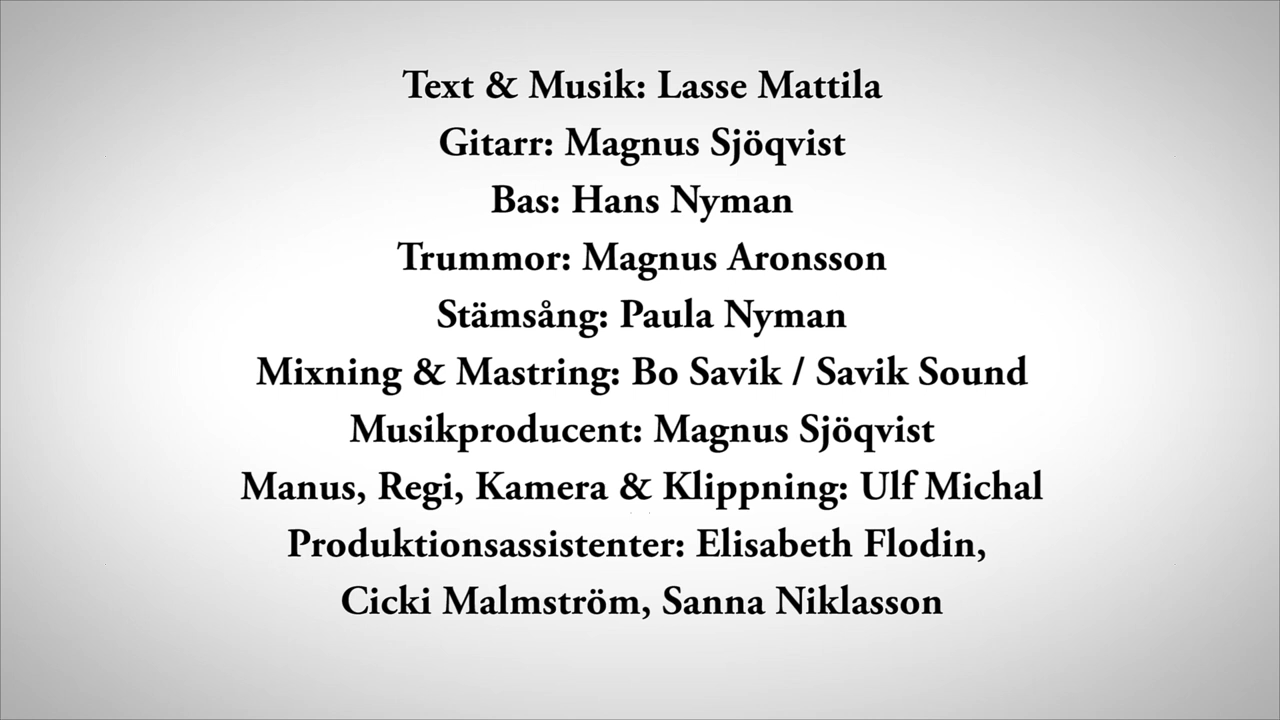 Text & Musik: Lasse Mattila
Gitarr: Magnus Sjöqvist
Bas: Hans Nyman
Trummor: Magnus Aronsson
Stämsång: Paula Nyman
Mixning & Mastring: Bo Savik / Savik Sound
Musikproducent: Magnus Sjöqvist
Manus, Regi, Kamera & Klippning: Ulf Michal
Produktionsassistenter: Elisabeth Flodin,
Cicki Malmström, Sanna Niklasson